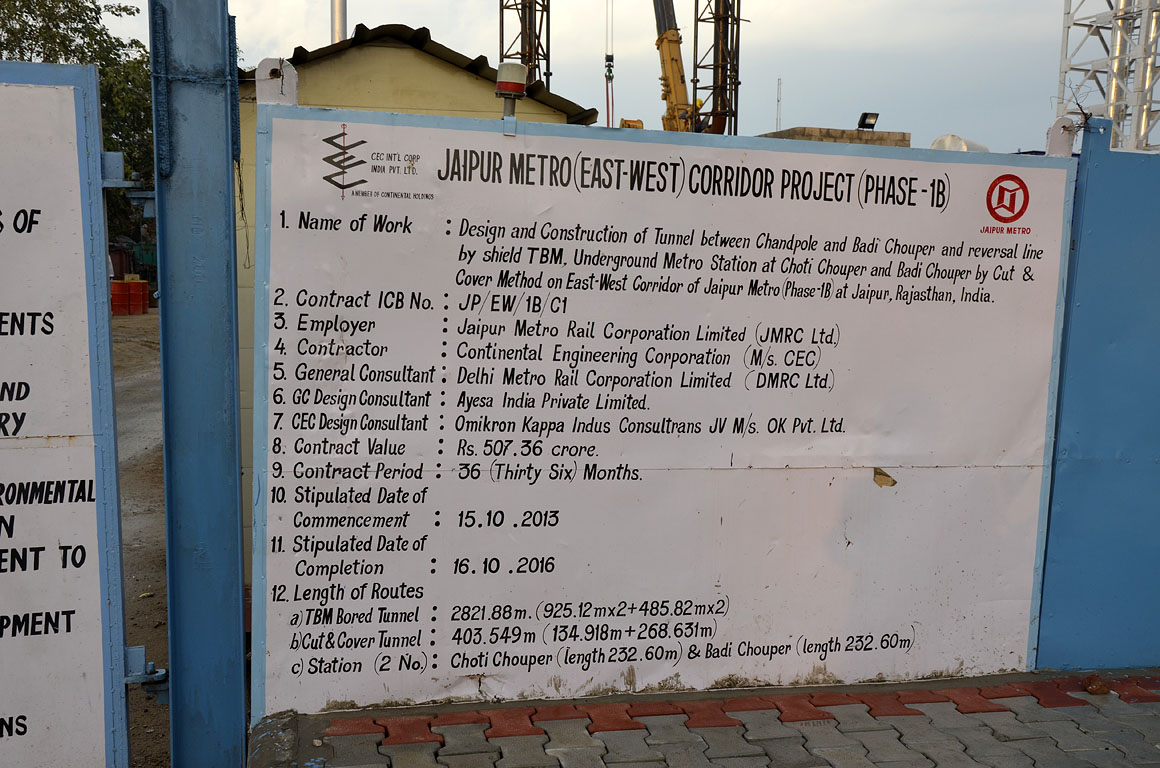 S OF
ENTS
ND
RY
RONMENTAL
N
ENT TO
PMENT
NS
CEC INT'L CORP
INDIA PVT. LTD.
A MEMBER OF CONTINENTAL HOLDINGS
JAIPUR METRO (EAST-WEST) CORRIDOR PROJECT (PHASE -1B)
JAIPUR METRO
1. Name of Work : Design and Construction of Tunnel between Chandpole and Badi Chouper and reversal line
by shield TBM, Underground Metro Station at Choti Chouper and Badi Chouper by Cut &
Cover Method on East-West Corridor of Jaipur Metro (Phase-1B) at Jaipur, Rajasthan, India.
2. Contract ICB No. : JP/EW/1B/C1
3. Employer : Jaipur Metro Rail Corporation Limited (JMRC Ltd.)
4. Contractor : Continental Engineering Corporation (M/s. CEC)
5. General Consultant : Delhi Metro Rail Corporation Limited (DMRC Ltd.)
6. GC Design Consultant : Ayesa India Private Limited.
7. CEC Design Consultant : Omikron Kappa Indus Consultrans JV M/s. OK Pvt. Ltd.
8. Contract Value : Rs. 507.36 crore.
9. Contract Period : 36 (Thirty Six) Months.
10. Stipulated Date of
Commencement : 15.10 .2013
11. Stipulated Date of
Completion : 16.10 .2016
12. Length of Routes
a) TBM Bored Tunnel : 2821.88m. (925.12mx2+485.82mx2)
b) Cut & Cover Tunnel : 403.549m (134.918m+268.631m)
c) Station (2 No.) : Choti Chouper (length 232.60m) & Badi Chouper (length 232.60m)